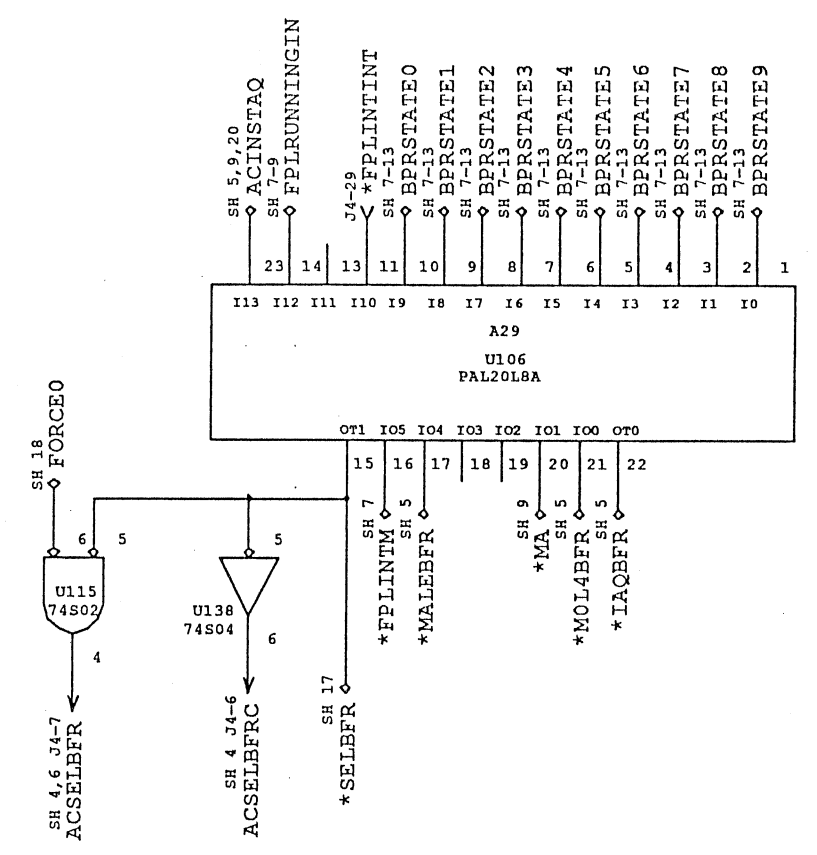 SH 5,9,20
ACINSTAQ
SH 7-9
FPLRUNNINGIN
J4-29
*FPLINTINT
SH 7-13
BPRSTATE0
SH 7-13
BPRSTATE1
SH 7-13
BPRSTATE2
SH 7-13
BPRSTATE3
SH 7-13
BPRSTATE4
SH 7-13
BPRSTATE5
SH 7-13
BPRSTATE6
SH 7-13
BPRSTATE7
SH 7-13
BPRSTATE8
SH 7-13
BPRSTATE9
23 14 13 11 10 9 8 7 6 5 4 3 2 1
I13 I12 I11 I10 I9 I8 I7 I6 I5 I4 I3 I2 I1 I0
A29
U106
PAL20L8A
OT1 IO5 IO4 IO3 IO2 IO1 IO0 OT0
15 16 17 18 19 20 21 22
SH 18
FORCE0
6 5
U115
74S02
4
SH 4,6 J4-7
ACSELBFR
5
U138
74S04
6
SH 4 J4-6
ACSELBFRC
SH 17
*SELBFR
SH 7
*FPLINTM
SH 5
*MALEBFR
SH 9
*MA
SH 5
*MOL4BFR
SH 5
*IAQBFR